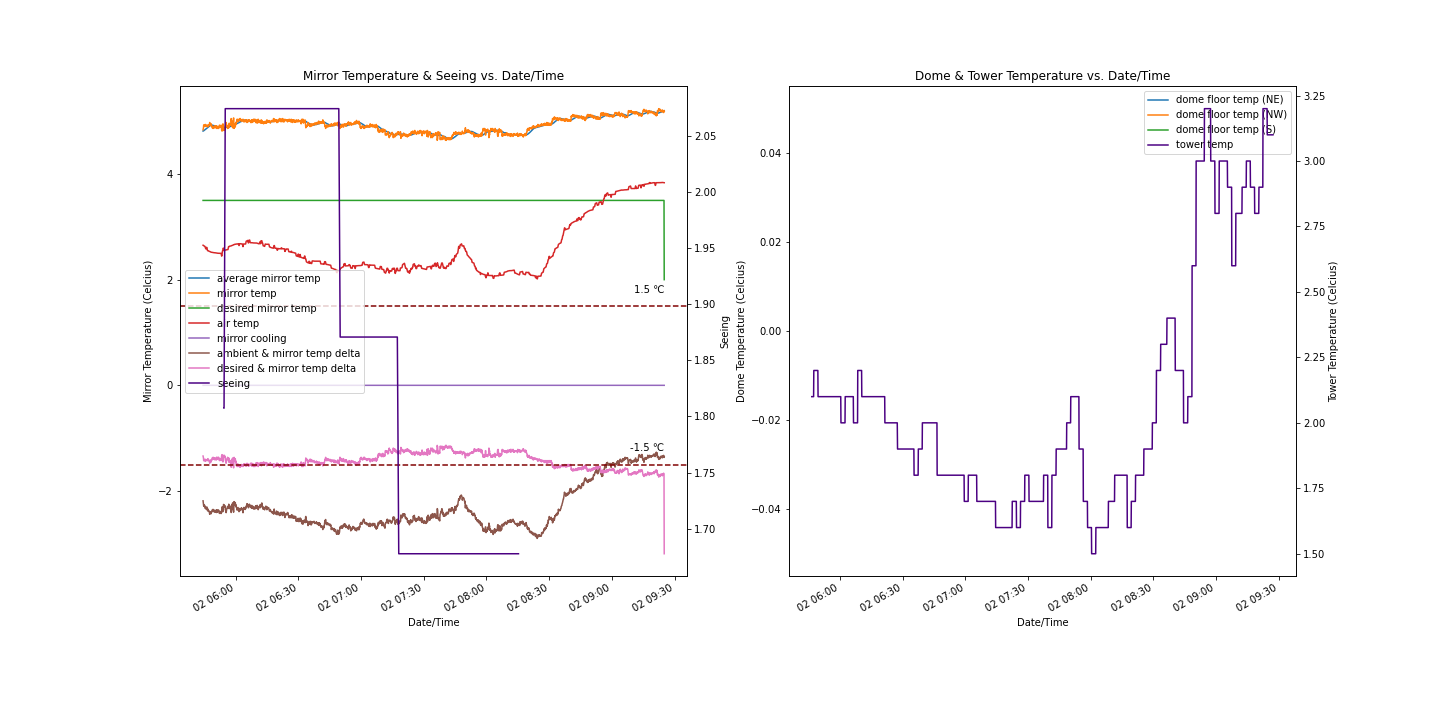 Mirror Temperature & Seeing vs. Date/Time
Mirror Temperature (Celcius)
4
2
0
−2
1.5 °C
-1.5 °C
average mirror temp
mirror temp
desired mirror temp
air temp
mirror cooling
ambient & mirror temp delta
desired & mirror temp delta
seeing
2.05
2.00
1.95
1.90
1.85
1.80
1.75
1.70
Seeing
02 06:00
02 06:30
02 07:00
02 07:30
02 08:00
02 08:30
02 09:00
02 09:30
Date/Time
Dome & Tower Temperature vs. Date/Time
Dome Temperature (Celcius)
0.04
0.02
0.00
−0.02
−0.04
dome floor temp (NE)
dome floor temp (NW)
dome floor temp (S)
tower temp
3.25
3.00
2.75
2.50
2.25
2.00
1.75
1.50
Tower Temperature (Celcius)
02 06:00
02 06:30
02 07:00
02 07:30
02 08:00
02 08:30
02 09:00
02 09:30
Date/Time